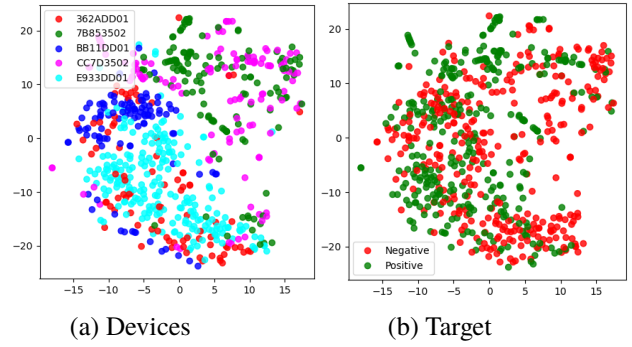 362ADD01
7B853502
BB11DD01
CC7D3502
E933DD01
20
10
0
−10
−20
−15 −10 −5 0 5 10 15
(a) Devices
20
10
0
−10
−20
Negative
Positive
−15 −10 −5 0 5 10 15
(b) Target